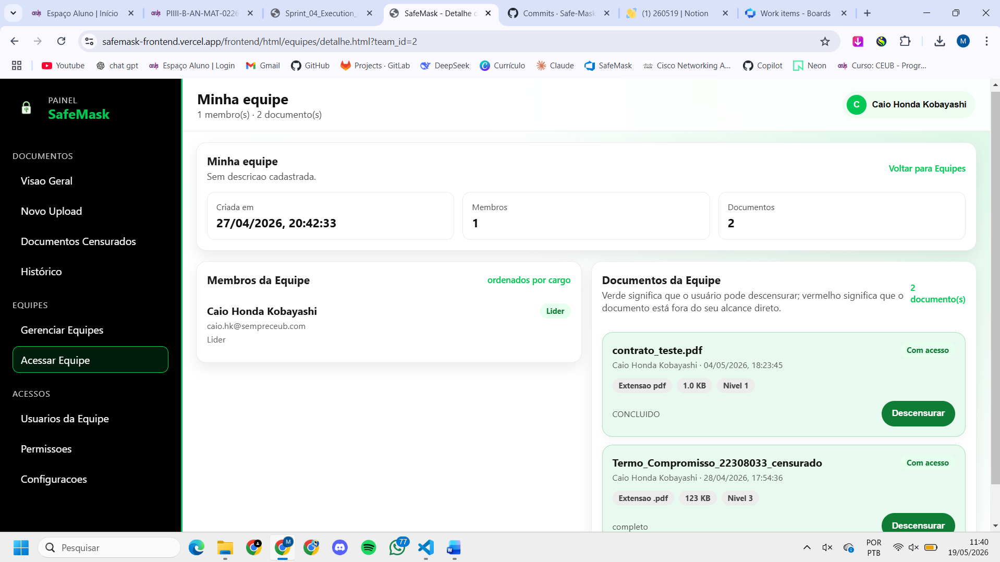 Espaço Aluno | Início
PIIII-B-AN-MAT-0226
Sprint_04_Execution_
SafeMask - Detalhe d
Commits · Safe-Mask
(1) 260519 | Notion
Work items - Boards
safemask-frontend.vercel.app/frontend/html/equipes/detalhe.html?team_id=2
M
Youtube
chat gpt
Espaço Aluno | Login
Gmail
GitHub
Projects · GitLab
DeepSeek
Currículo
Claude
SafeMask
Cisco Networking A...
Copilot
Neon
Curso: CEUB - Progr...
PAINEL
SafeMask
DOCUMENTOS
Visao Geral
Novo Upload
Documentos Censurados
Histórico
EQUIPES
Gerenciar Equipes
Acessar Equipe
ACESSOS
Usuarios da Equipe
Permissoes
Configuracoes
Minha equipe
1 membro(s) · 2 documento(s)
C
Caio Honda Kobayashi
Minha equipe
Sem descricao cadastrada.
Voltar para Equipes
Criada em
27/04/2026, 20:42:33
Membros
1
Documentos
2
Membros da Equipe
ordenados por cargo
Caio Honda Kobayashi
Lider
caio.hk@sempreceub.com
Lider
Documentos da Equipe
Verde significa que o usuário pode descensurar; vermelho significa que o
documento está fora do seu alcance direto.
2
documento(s)
contrato_teste.pdf
Com acesso
Caio Honda Kobayashi · 04/05/2026, 18:23:45
Extensao pdf
1.0 KB
Nivel 1
CONCLUIDO
Descensurar
Termo_Compromisso_22308033_censurado
Com acesso
Caio Honda Kobayashi · 28/04/2026, 17:54:36
Extensao .pdf
123 KB
Nivel 3
completo
Descensurar
Pesquisar
M
77
POR
PTB
11:40
19/05/2026